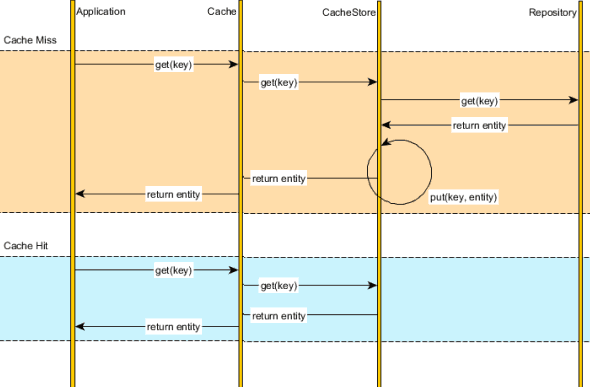 Application
Cache
CacheStore
Repository
Cache Miss
get(key)
get(key)
get(key)
return entity
return entity
return entity
put(key, entity)
Cache Hit
get(key)
get(key)
return entity
return entity